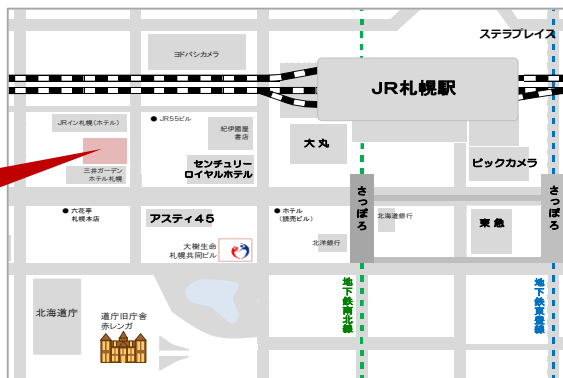 ステラプレイス
ヨドバシカメラ
JR札幌駅
JRイン札幌(ホテル)
● JR55ビル
紀伊國屋
書店
大丸
三井ガーデン
ホテル札幌
センチュリー
ロイヤルホテル
ビックカメラ
さっぽろ
さっぽろ
● 六花亭
札幌本店
アスティ45
● ホテル
(読売ビル)
北海道銀行
東急
大樹生命
札幌共同ビル
北洋銀行
地下鉄南北線
地下鉄東豊線
北海道庁
道庁旧庁舎
赤レンガ